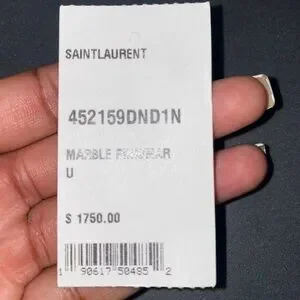 SAINTLAURENT
452159DND1N
MARBLE
U
$ 1750.00
1 90617 50485 2